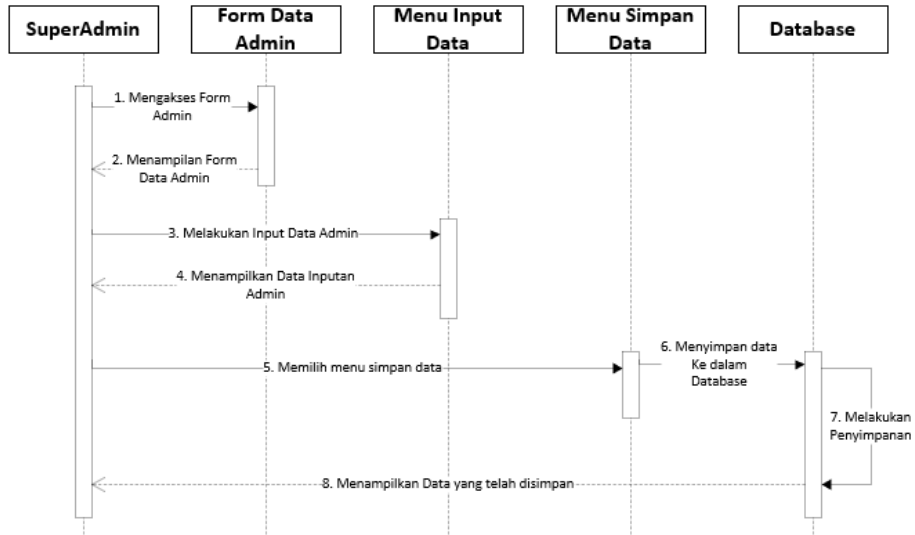 SuperAdmin
Form Data
Admin
Menu Input
Data
Menu Simpan
Data
Database
1. Mengakses Form
Admin
2. Menampilan Form
Data Admin
3. Melakukan Input Data Admin
4. Menampilkan Data Inputan
Admin
5. Memilih menu simpan data
6. Menyimpan data
Ke dalam
Database
7. Melakukan
Penyimpanan
8. Menampilkan Data yang telah disimpan